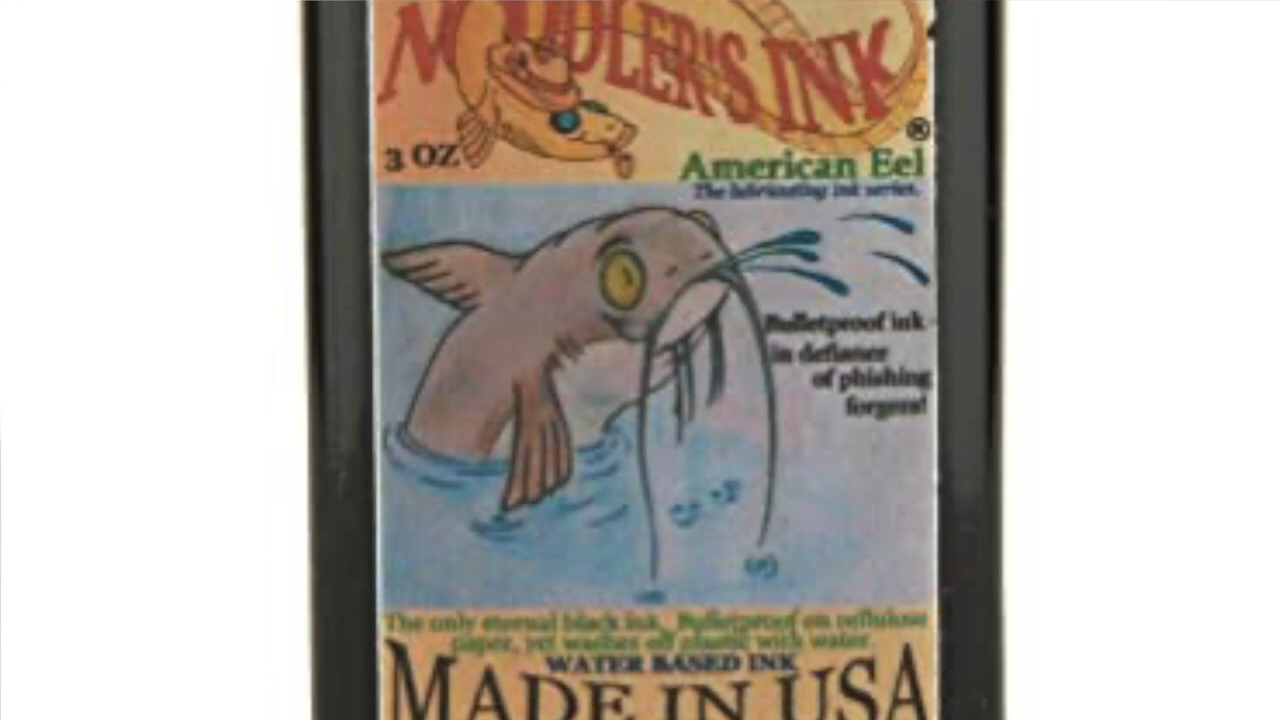 NOODLER'S INK
®
3 OZ
American Eel
The lubricating ink series.
Bulletproof ink
in defiance
of phishing
forgers!
The only eternal black ink. Bulletproof on cellulose
paper, yet washes off plastic with water.
WATER BASED INK
MADE IN USA